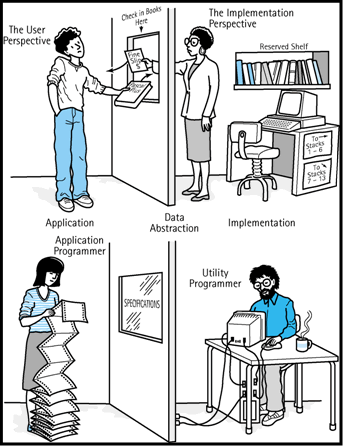 The User
Perspective
Check in Books
Here
The Implementation
Perspective
Reserved Shelf
Fine
Slip
To
Stacks
1 - 6
To
Stacks
7 - 13
Application
Data
Abstraction
Implementation
Application
Programmer
SPECIFICATIONS
Utility
Programmer